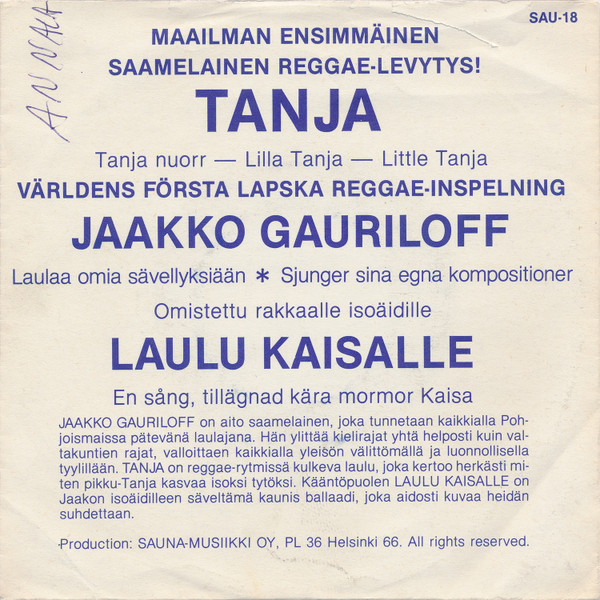 ANNALA
SAU-18
MAAILMAN ENSIMMÄINEN
SAAMELAINEN REGGAE-LEVYTYS!
TANJA
Tanja nuorr — Lilla Tanja — Little Tanja
VÄRLDENS FÖRSTA LAPSKA REGGAE-INSPELNING
JAAKKO GAURILOFF
Laulaa omia sävellyksiään * Sjunger sina egna kompositioner
Omistettu rakkaalle isoäidille
LAULU KAISALLE
En sång, tillägnad kära mormor Kaisa
JAAKKO GAURILOFF on aito saamelainen, joka tunnetaan kaikkialla Poh-
joismaissa pätevänä laulajana. Hän ylittää kielirajat yhtä helposti kuin val-
takuntien rajat, valloittaen kaikkialla yleisön välittömällä ja luonnollisella
tyylillään. TANJA on reggae-rytmissä kulkeva laulu, joka kertoo herkästi mi-
ten pikku-Tanja kasvaa isoksi tytöksi. Kääntöpuolen LAULU KAISALLE on
Jaakon isoäidilleen säveltämä kaunis ballaadi, joka aidosti kuvaa heidän
suhdettaan.
Production: SAUNA-MUSIIKKI OY, PL 36 Helsinki 66. All rights reserved.